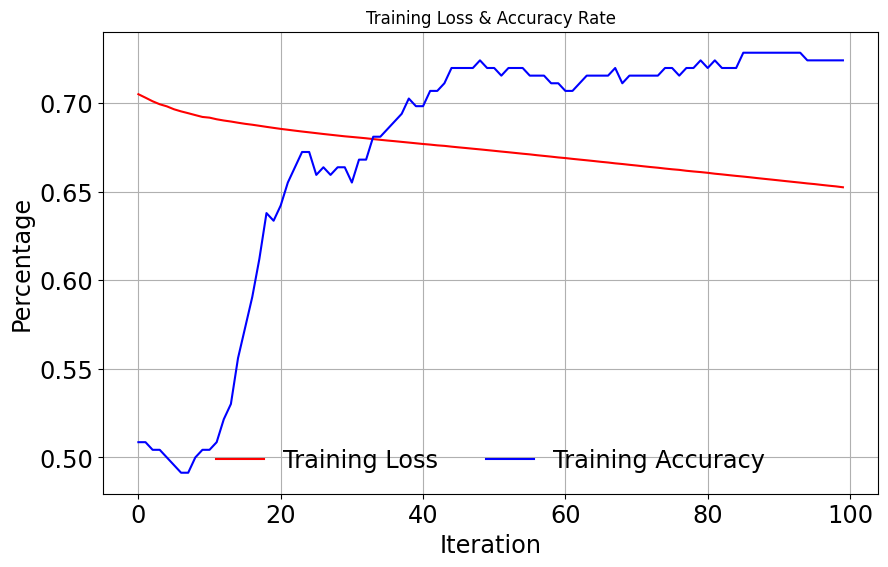 Training Loss & Accuracy Rate
Percentage
0.70
0.65
0.60
0.55
0.50
Training Loss Training Accuracy
0 20 40 60 80 100
Iteration